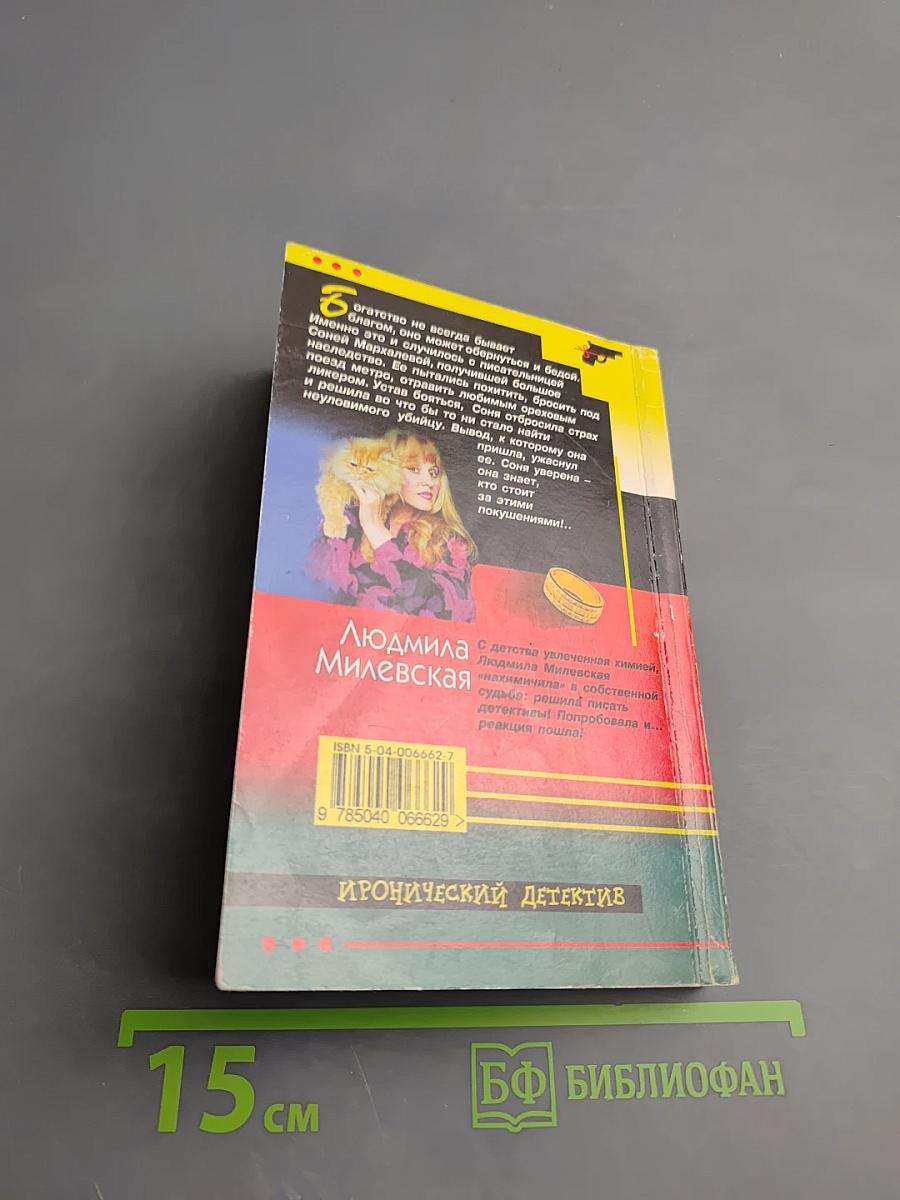 Богатство не всегда бывает
благом, оно может обернуться и бедой.
Именно это и случилось с писательницей
Соней Мархалевой, получившей большое
наследство. Ее пытались похитить, бросить под
поезд метро, отравить любимым ореховым
ликером. Устав бояться, Соня отбросила страх
и решила во что бы то ни стало найти
неуловимого убийцу. Вывод, к которому она
пришла, ужаснул
ее. Соня уверена –
она знает,
кто стоит
за этими
покушениями!..
Людмила
Милевская
С детства увлеченная химией,
Людмила Милевская
«нахимичила» в собственной
судьбе: решила писать
детективы! Попробовала и...
реакция пошла!
ISBN 5-04-006662-7
9 785040 066629 >
ИРОНИЧЕСКИЙ ДЕТЕКТИВ
15 см
БФ БИБЛИОФАН